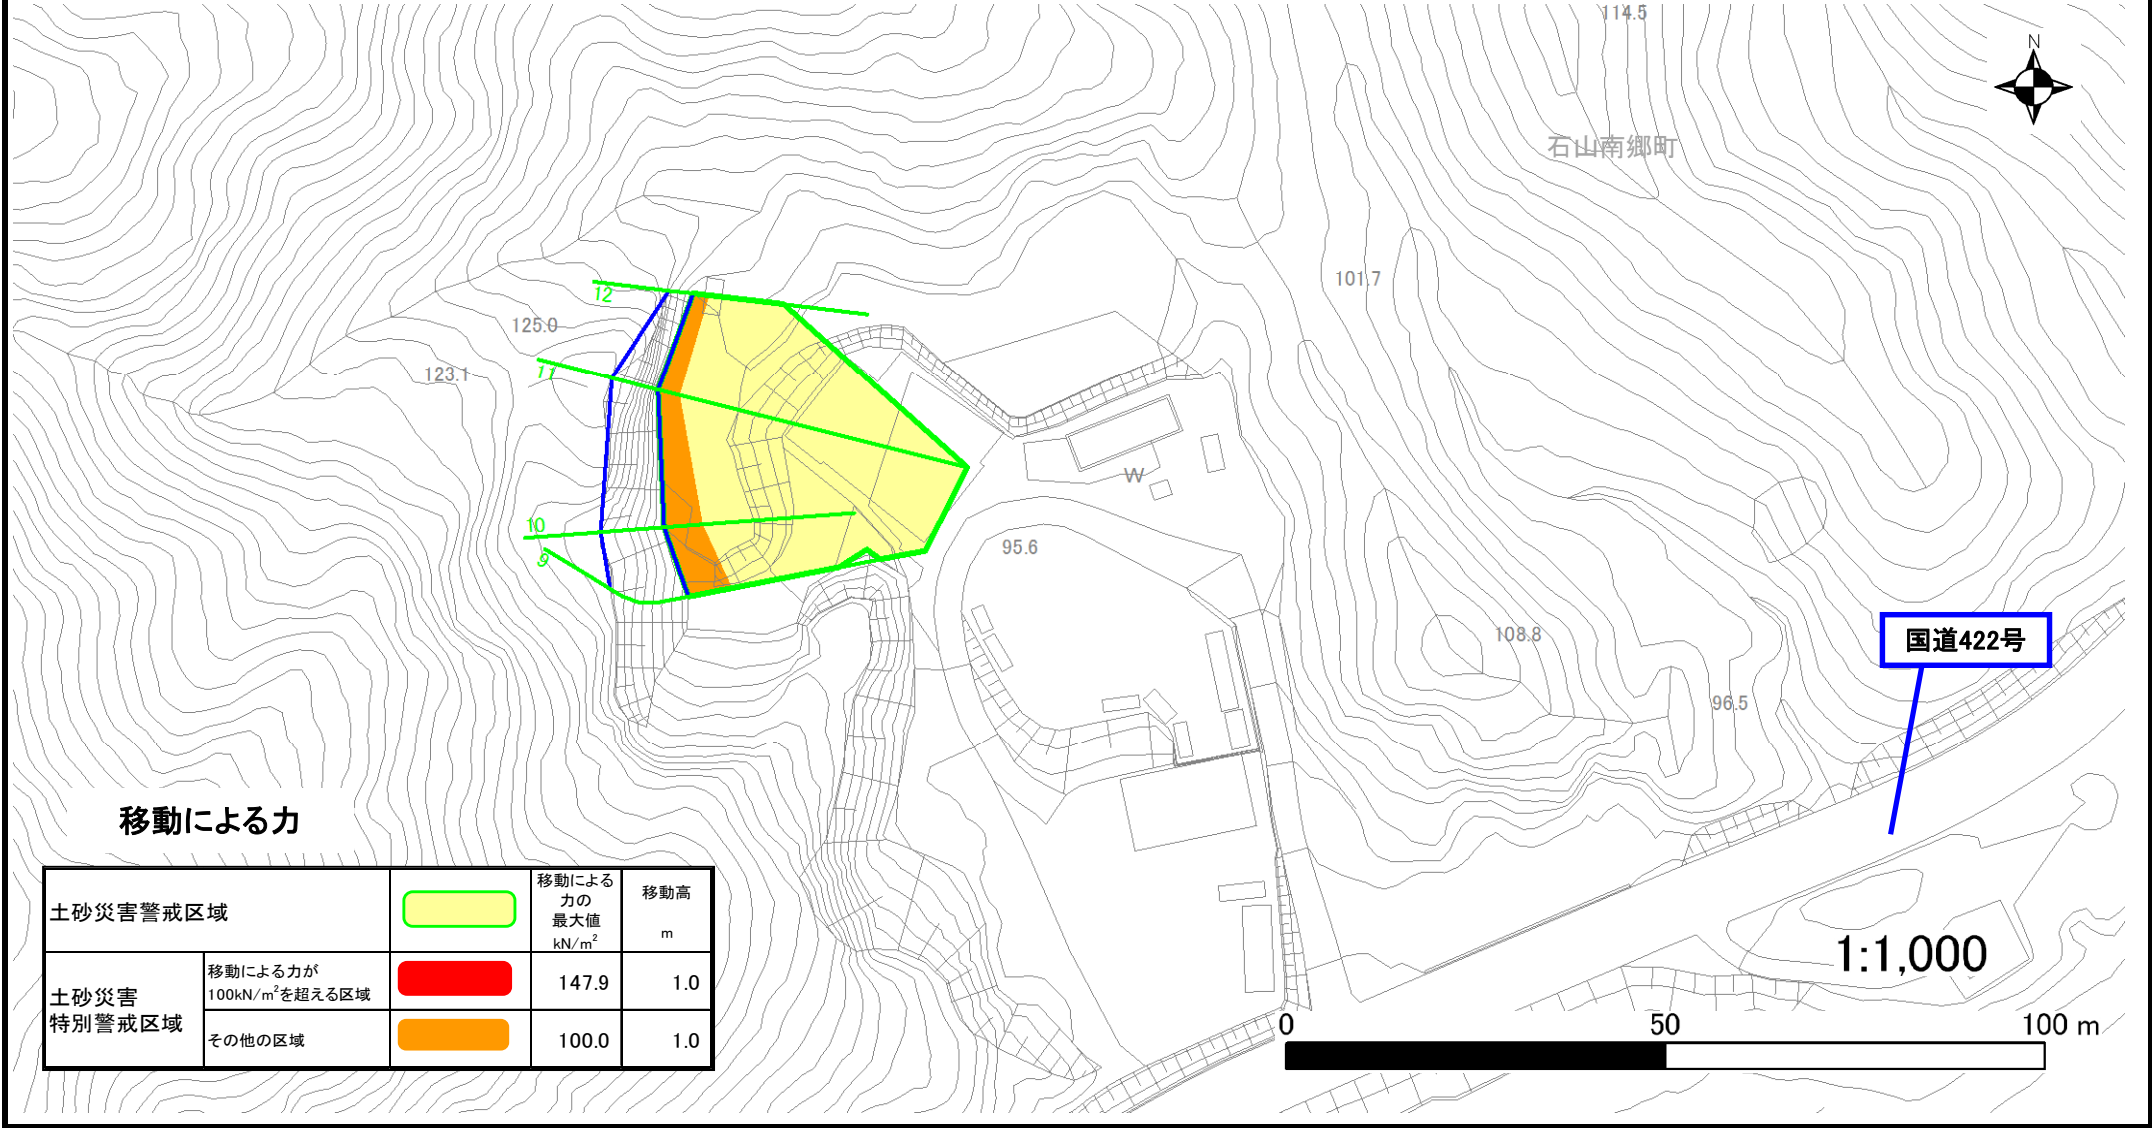 114.5
N
石山南郷町
101.7
12
125.0
11
123.1
W
10
9
95.6
108.8
国道422号
96.5
移動による力
土砂災害警戒区域
移動による
力の
最大値
kN/m²
移動高
m
土砂災害
特別警戒区域
移動による力が
100kN/m²を超える区域
147.9
1.0
その他の区域
100.0
1.0
1:1,000
0
50
100 m